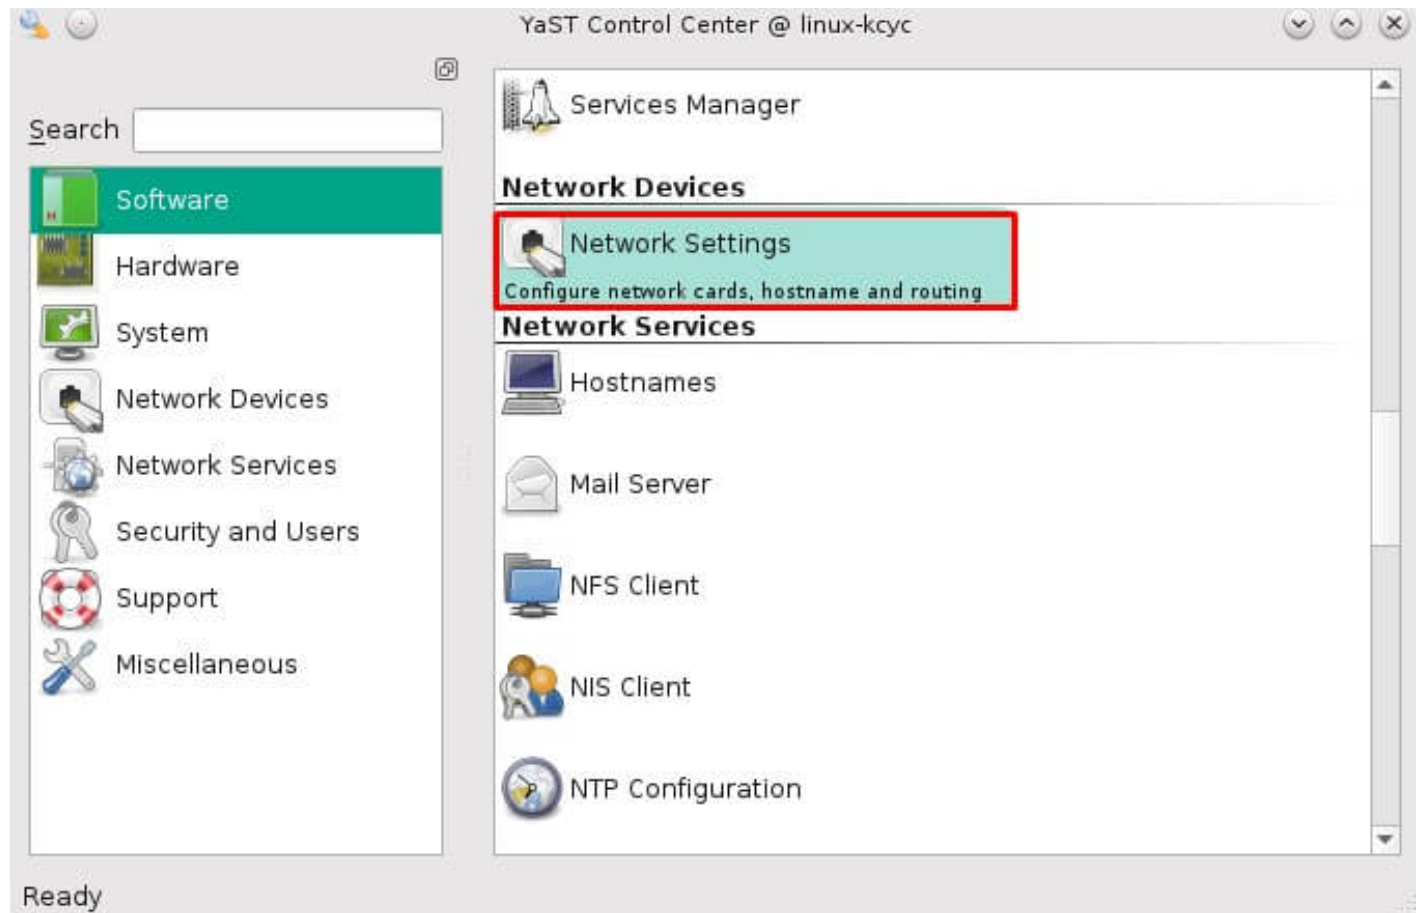 YaST Control Center @ linux-kcyc
Search
Software
Hardware
System
Network Devices
Network Services
Security and Users
Support
Miscellaneous
Services Manager
Network Devices
Network Settings
Configure network cards, hostname and routing
Network Services
Hostnames
Mail Server
NFS Client
NIS Client
NTP Configuration
Ready